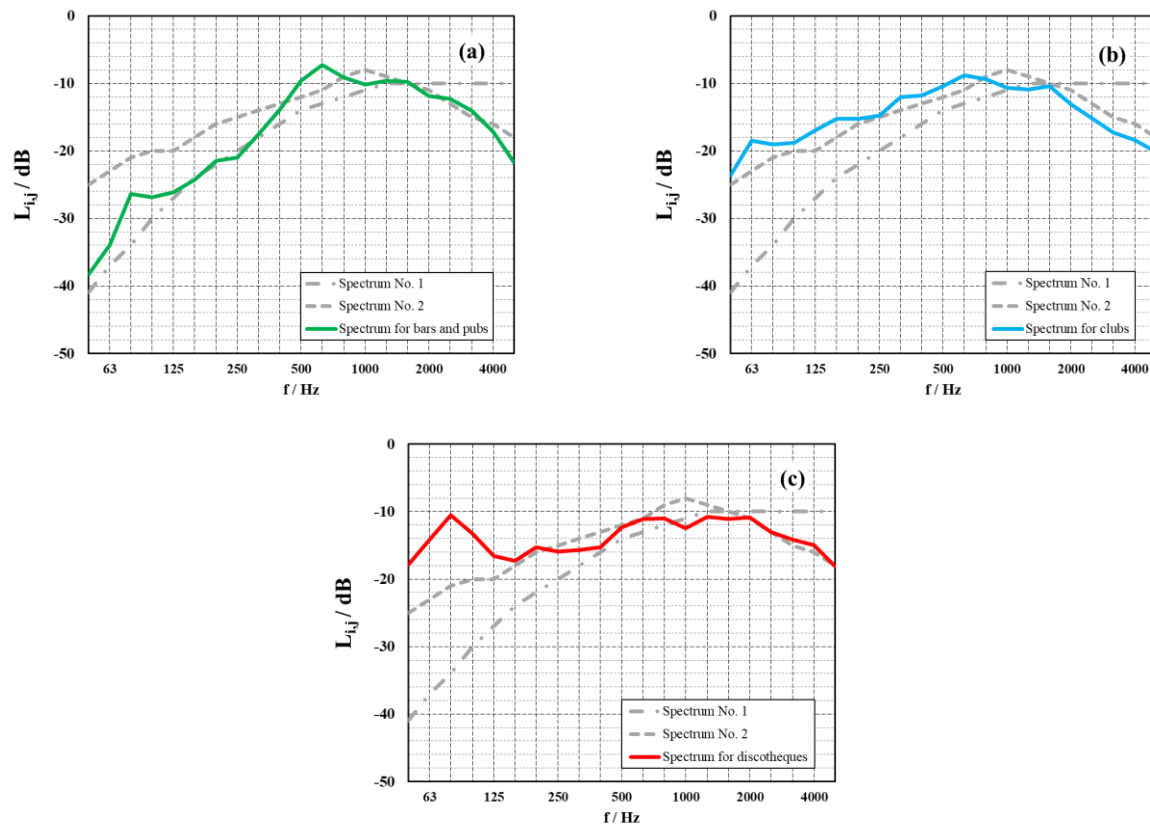 (a)
0
-10
-20
-30
-40
-50
L_{i,j} / dB
63 125 250 500 1000 2000 4000
f / Hz
Spectrum No. 1
Spectrum No. 2
Spectrum for bars and pubs
(b)
0
-10
-20
-30
-40
-50
L_{i,j} / dB
63 125 250 500 1000 2000 4000
f / Hz
Spectrum No. 1
Spectrum No. 2
Spectrum for clubs
(c)
0
-10
-20
-30
-40
-50
L_{i,j} / dB
63 125 250 500 1000 2000 4000
f / Hz
Spectrum No. 1
Spectrum No. 2
Spectrum for discotheques